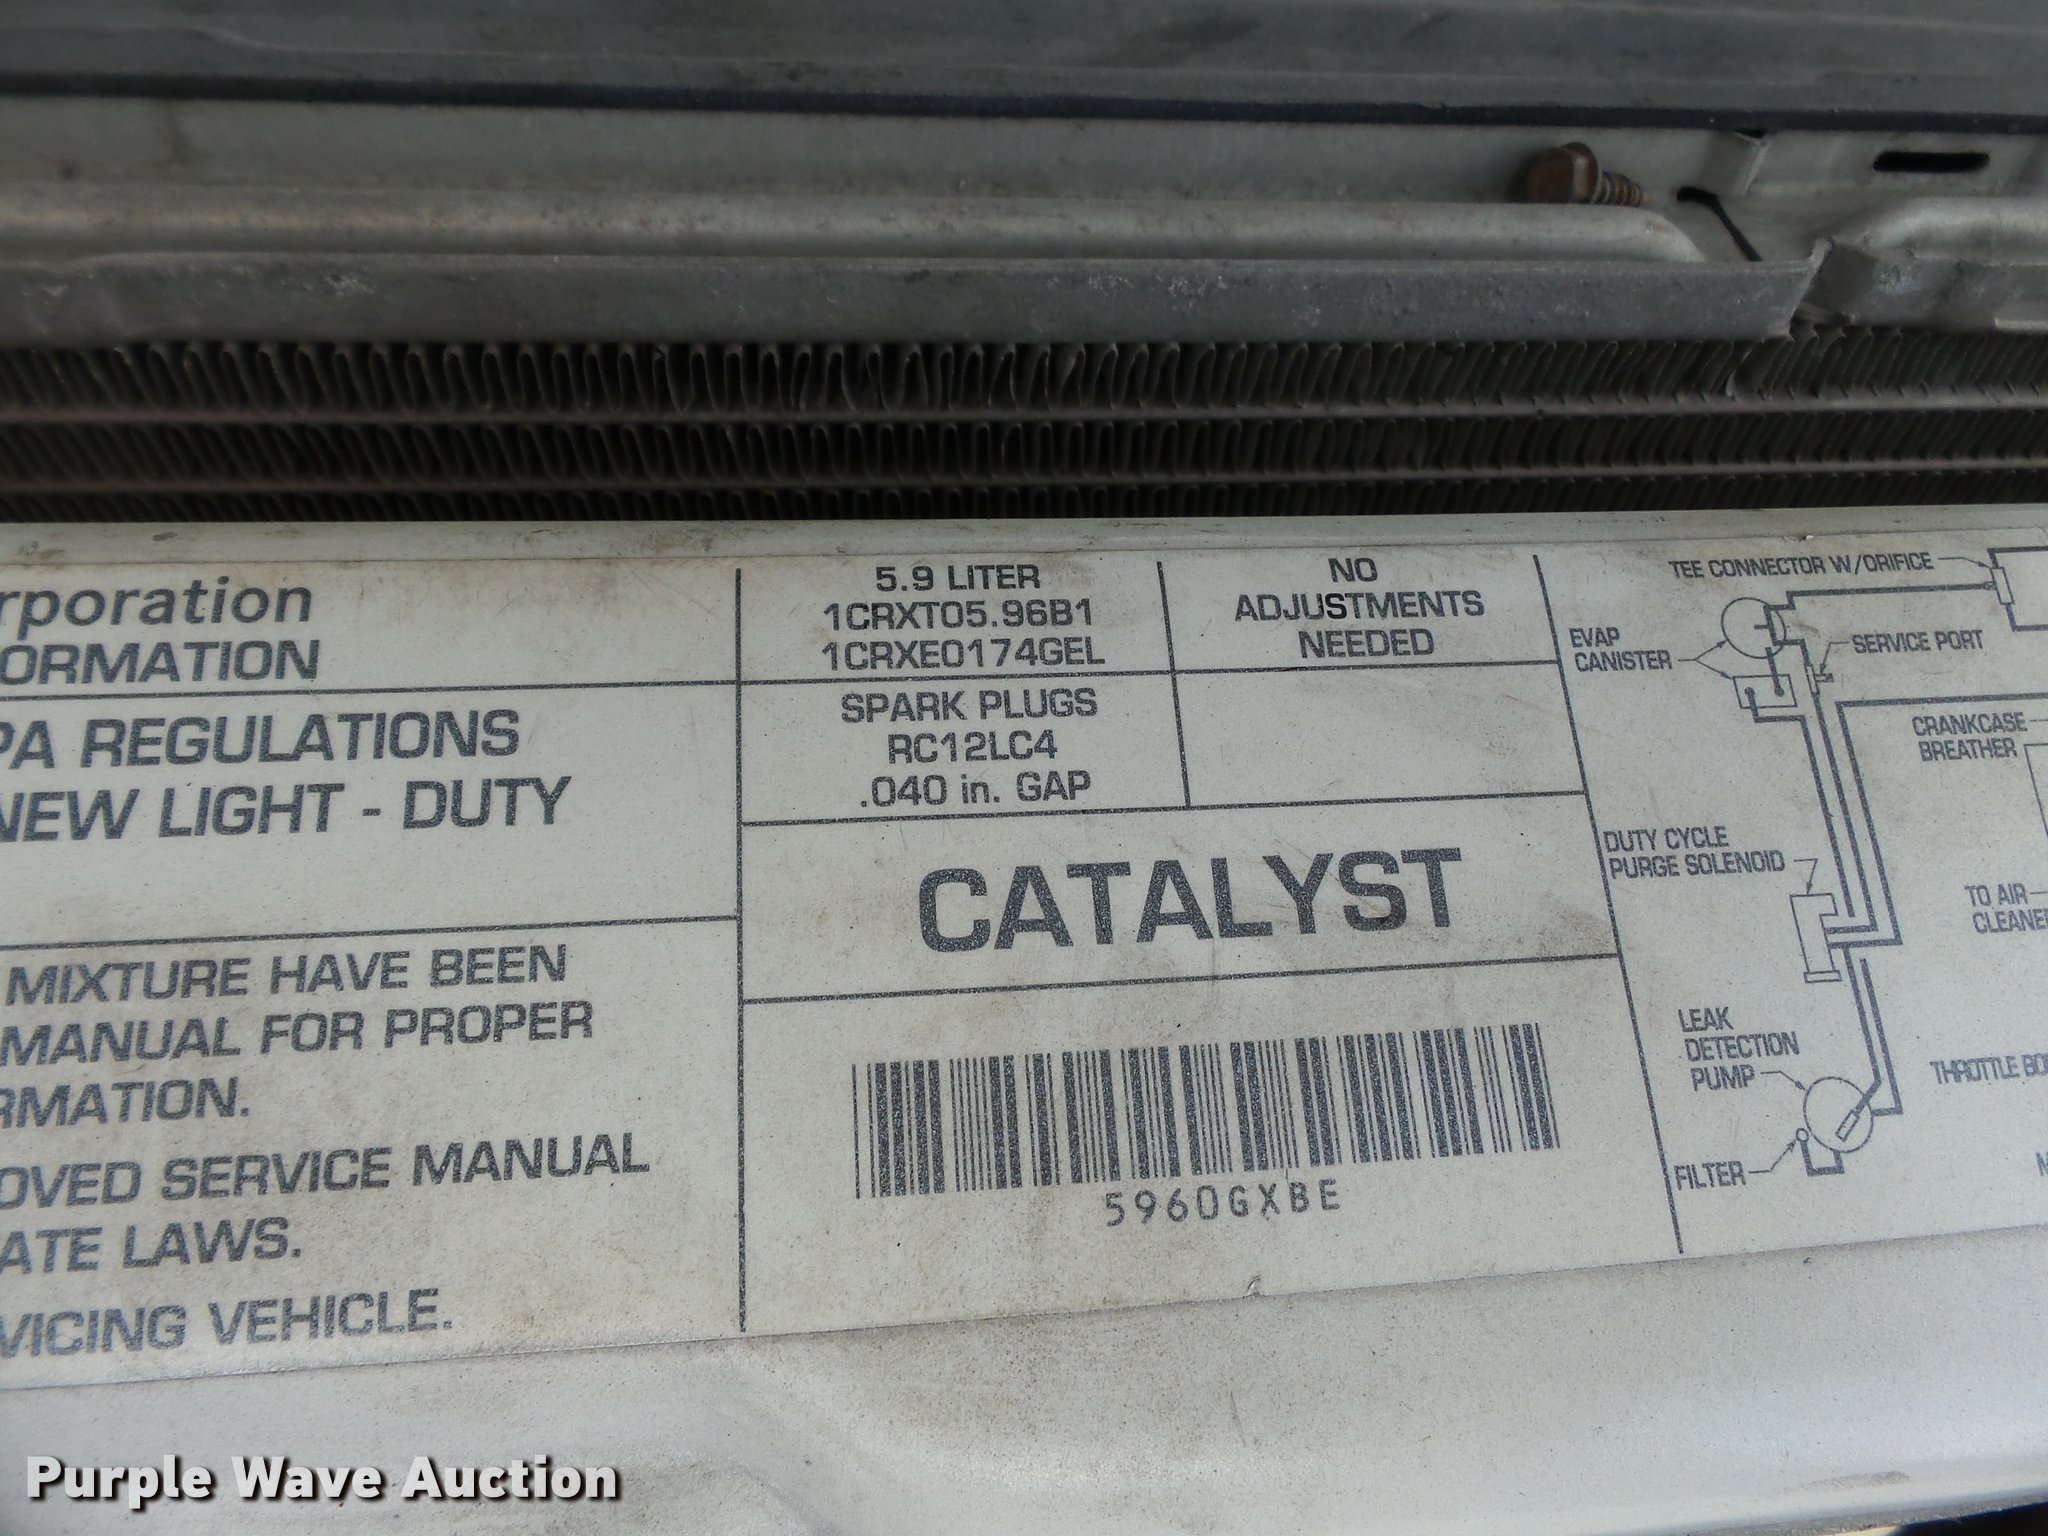 rporation
ORMATION
PA REGULATIONS
NEW LIGHT - DUTY
MIXTURE HAVE BEEN
MANUAL FOR PROPER
RMATION.
OVED SERVICE MANUAL
ATE LAWS.
VICING VEHICLE.
5.9 LITER
1CRXT05.96B1
1CRXE0174GEL
NO
ADJUSTMENTS
NEEDED
SPARK PLUGS
RC12LC4
.040 in. GAP
CATALYST
5960GXBE
TEE CONNECTOR W/ORIFICE
EVAP
CANISTER
SERVICE PORT
CRANKCASE
BREATHER
DUTY CYCLE
PURGE SOLENOID
TO AIR
CLEANER
LEAK
DETECTION
PUMP
THROTTLE BO
FILTER
M
Purple Wave Auction